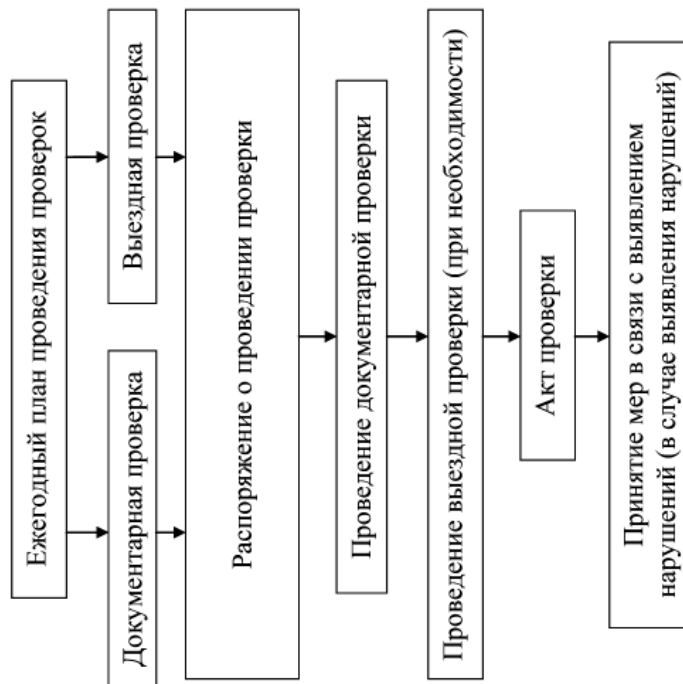 Ежегодный план проведения проверок
Документарная проверка
Выездная проверка
Распоряжение о проведении проверки
Проведение документарной проверки
Проведение выездной проверки (при необходимости)
Акт проверки
Принятие мер в связи с выявлением
нарушений (в случае выявления нарушений)